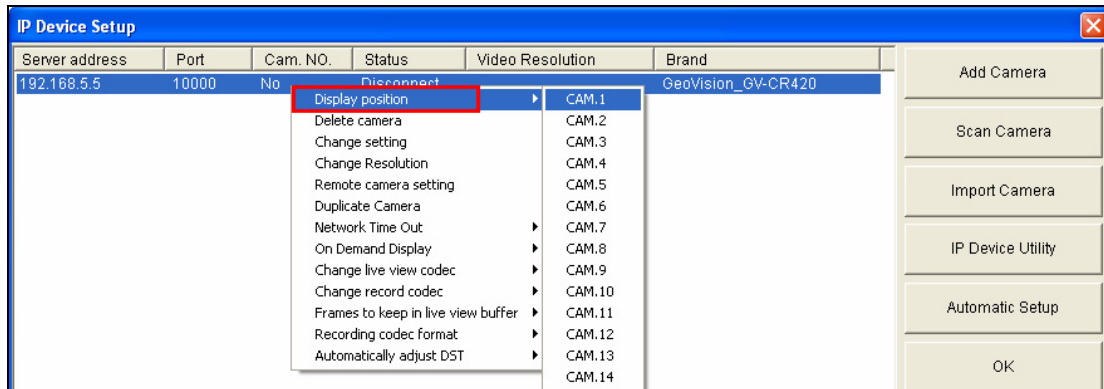 IP Device Setup
Server address Port Cam. NO. Status Video Resolution Brand
192.168.5.5 10000 No Disconnect GeoVision_GV-CR420
Display position CAM.1
Delete camera CAM.2
Change setting CAM.3
Change Resolution CAM.4
Remote camera setting CAM.5
Duplicate Camera CAM.6
Network Time Out CAM.7
On Demand Display CAM.8
Change live view codec CAM.9
Change record codec CAM.10
Frames to keep in live view buffer CAM.11
Recording codec format CAM.12
Automatically adjust DST CAM.13
CAM.14
Add Camera
Scan Camera
Import Camera
IP Device Utility
Automatic Setup
OK